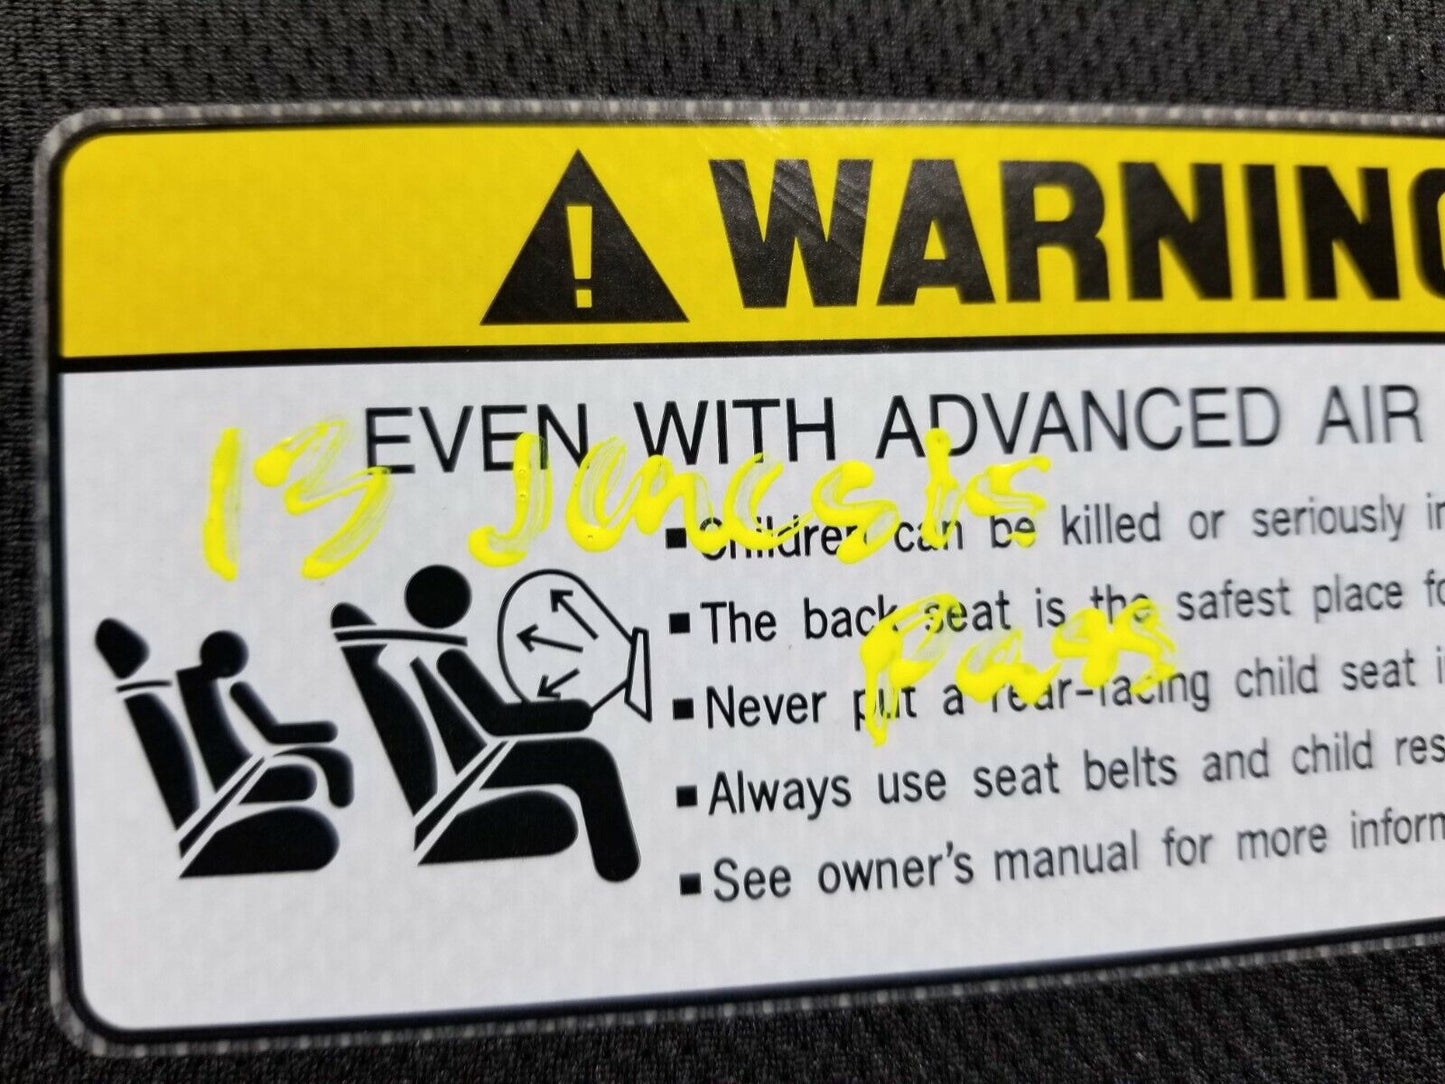 WARNING
EVEN WITH ADVANCED AIR
13 Jenesis
▪ Children can be killed or seriously in
▪ The back seat is the safest place fo
Pass
▪ Never put a rear-facing child seat i
▪ Always use seat belts and child res
▪ See owner's manual for more inform